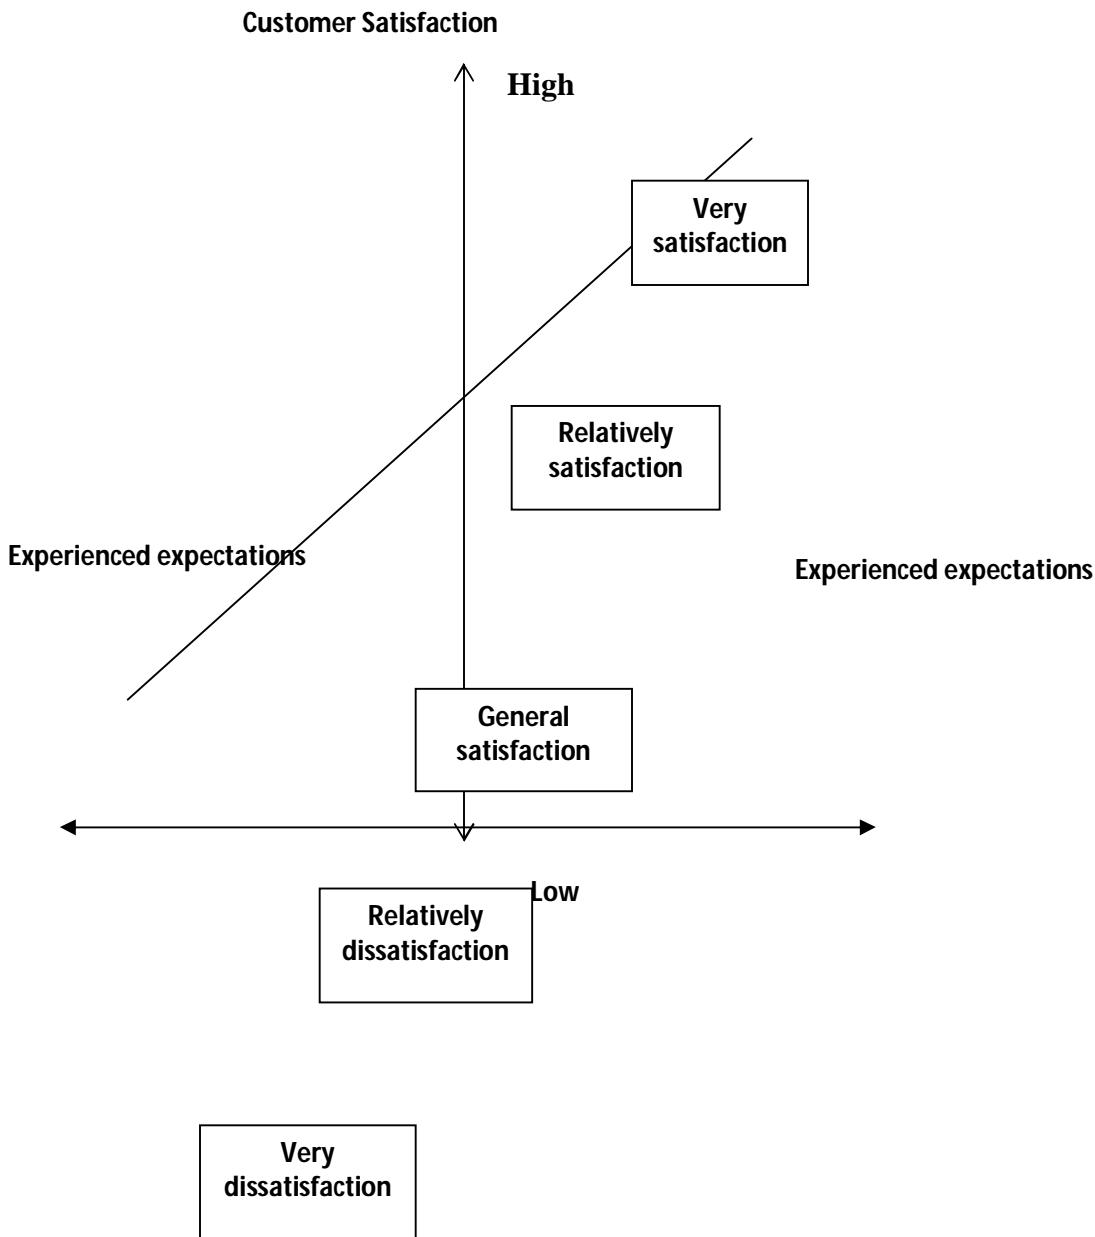 Customer Satisfaction
High
Very
satisfaction
Relatively
satisfaction
Experienced expectations
Experienced expectations
General
satisfaction
Low
Relatively
dissatisfaction
Very
dissatisfaction